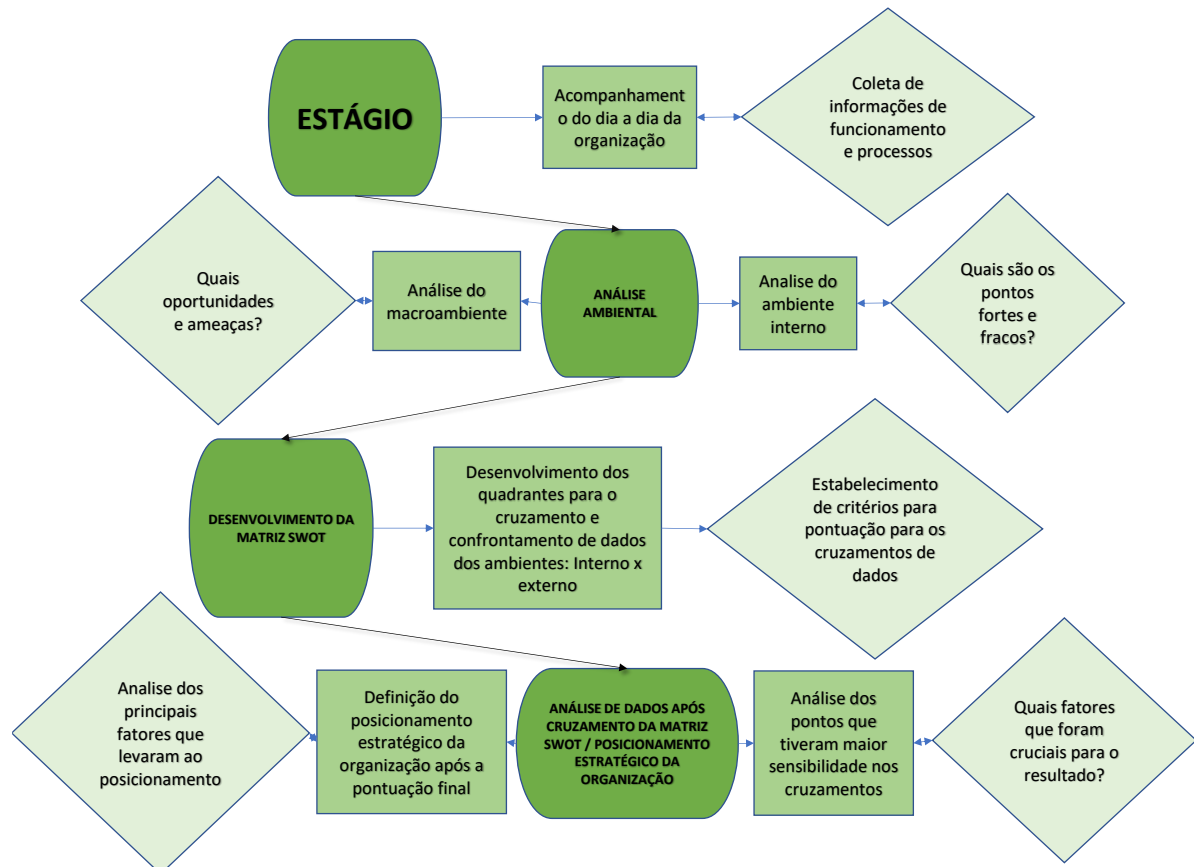 ESTÁGIO
Acompanhament
o do dia a dia da
organização
Coleta de
informações de
funcionamento
e processos
Quais
oportunidades
e ameaças?
Análise do
macroambiente
ANÁLISE
AMBIENTAL
Analise do
ambiente
interno
Quais são os
pontos
fortes e
fracos?
DESENVOLVIMENTO DA
MATRIZ SWOT
Desenvolvimento dos
quadrantes para o
cruzamento e
confrontamento de dados
dos ambientes: Interno x
externo
Estabelecimento
de critérios para
pontuação para os
cruzamentos de
dados
Analise dos
principais
fatores que
levaram ao
posicionamento
Definição do
posicionamento
estratégico da
organização após a
pontuação final
ANÁLISE DE DADOS APÓS
CRUZAMENTO DA MATRIZ
SWOT / POSICIONAMENTO
ESTRATÉGICO DA
ORGANIZAÇÃO
Análise dos
pontos que
tiveram maior
sensibilidade nos
cruzamentos
Quais fatores
que foram
cruciais para o
resultado?